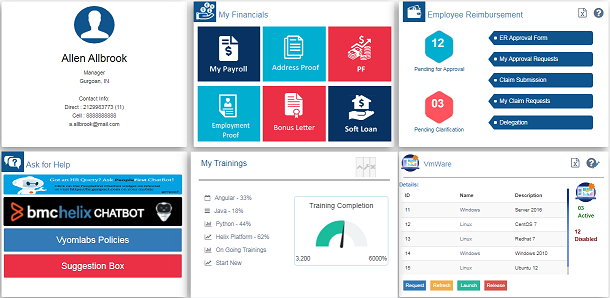 Allen Allbrook
Manager
Gurgoan, IN
Contact Info:
Direct : 2129983773 (11)
Cell : 8888888888
a.allbrook@mail.com
My Financials
My Payroll
Address Proof
PF
Employment
Proof
Bonus Letter
Soft Loan
Employee Reimbursement
12
Pending for Approval
03
Pending Clarification
ER Approval Form
My Approval Requests
Claim Submission
My Claim Requests
Delegation
Ask for Help
Got an HR Query? Ask PeopleFirst ChatBot!
bmchelix CHATBOT
Vyomlabs Policies
Suggestion Box
My Trainings
Angular - 33%
Java - 18%
Python - 44%
Helix Platform - 62%
On Going Trainings
Start New
Training Completion
3,200
6000%
VmWare
Details:
ID Name Description
11 Windows Server 2016
12 Linux CentOS 7
13 Linux Redhat 7
14 Windows Windows 2010
15 Linux Ubuntu 12
Request Refresh Launch Release
03
Active
12
Disabled